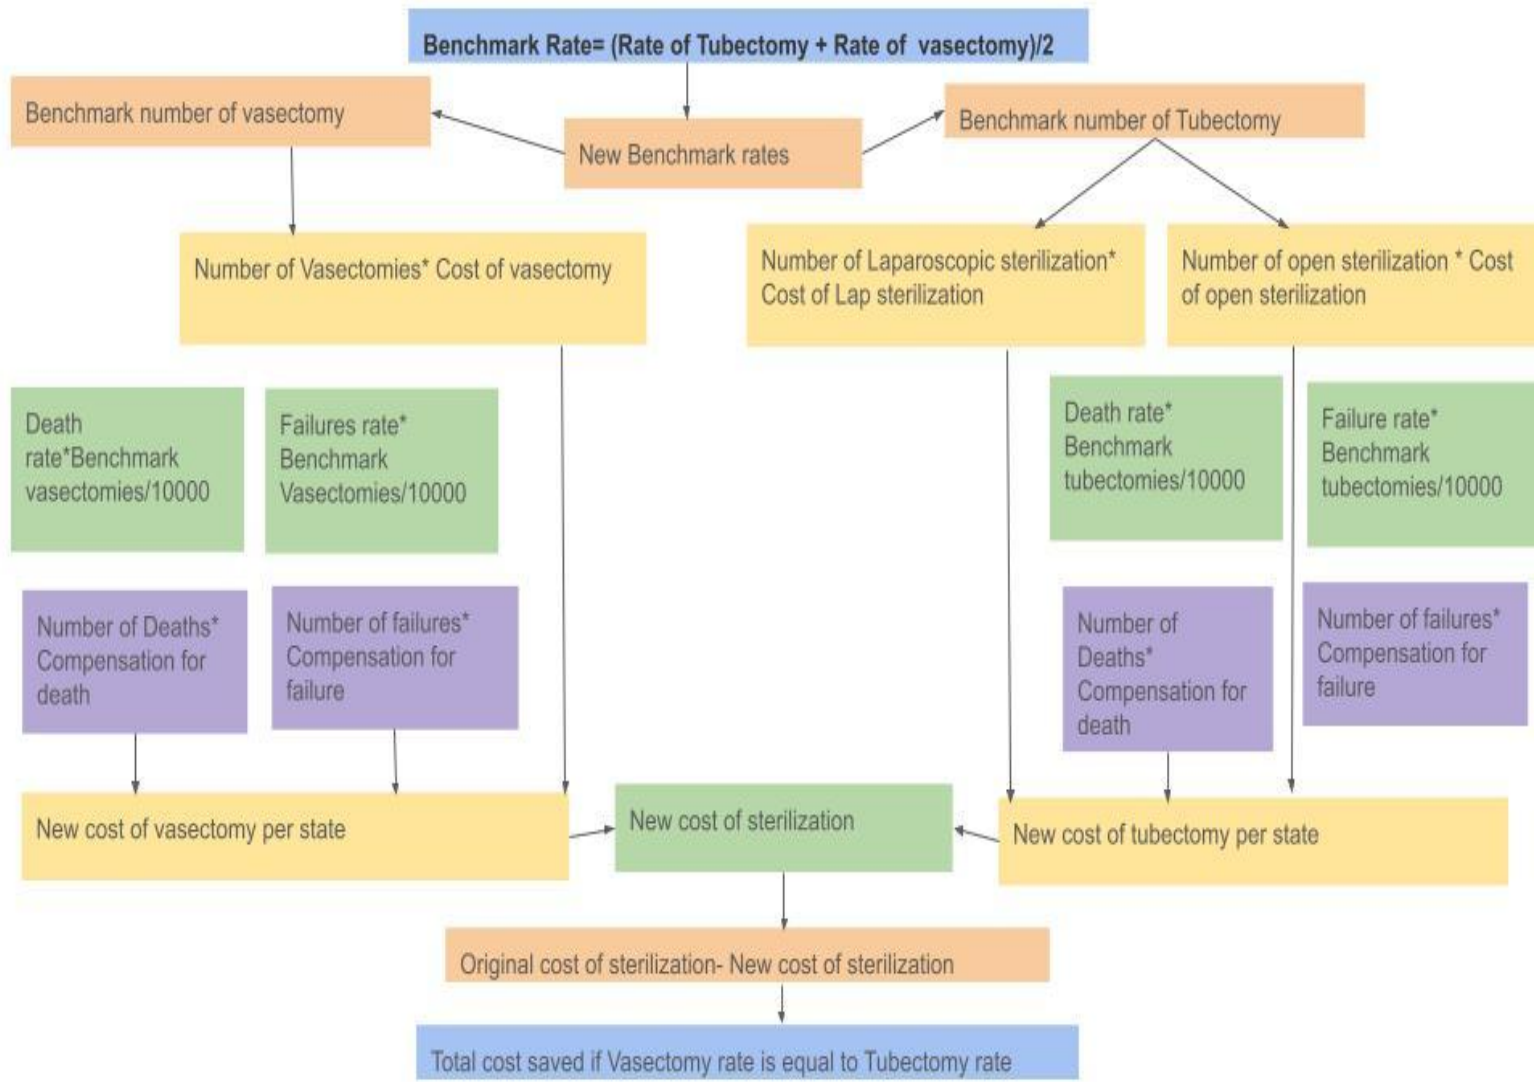 Benchmark Rate= (Rate of Tubectomy + Rate of  vasectomy)/2
Benchmark number of vasectomy
New Benchmark rates
Benchmark number of Tubectomy
Number of Vasectomies* Cost of vasectomy
Number of Laparoscopic sterilization*
Cost of Lap sterilization
Number of open sterilization * Cost
of open sterilization
Death
rate*Benchmark
vasectomies/10000
Failures rate*
Benchmark
Vasectomies/10000
Death rate*
Benchmark
tubectomies/10000
Failure rate*
Benchmark
tubectomies/10000
Number of Deaths*
Compensation for
death
Number of failures*
Compensation for
failure
Number of
Deaths*
Compensation for
death
Number of failures*
Compensation for
failure
New cost of vasectomy per state
New cost of sterilization
New cost of tubectomy per state
Original cost of sterilization- New cost of sterilization
Total cost saved if Vasectomy rate is equal to Tubectomy rate